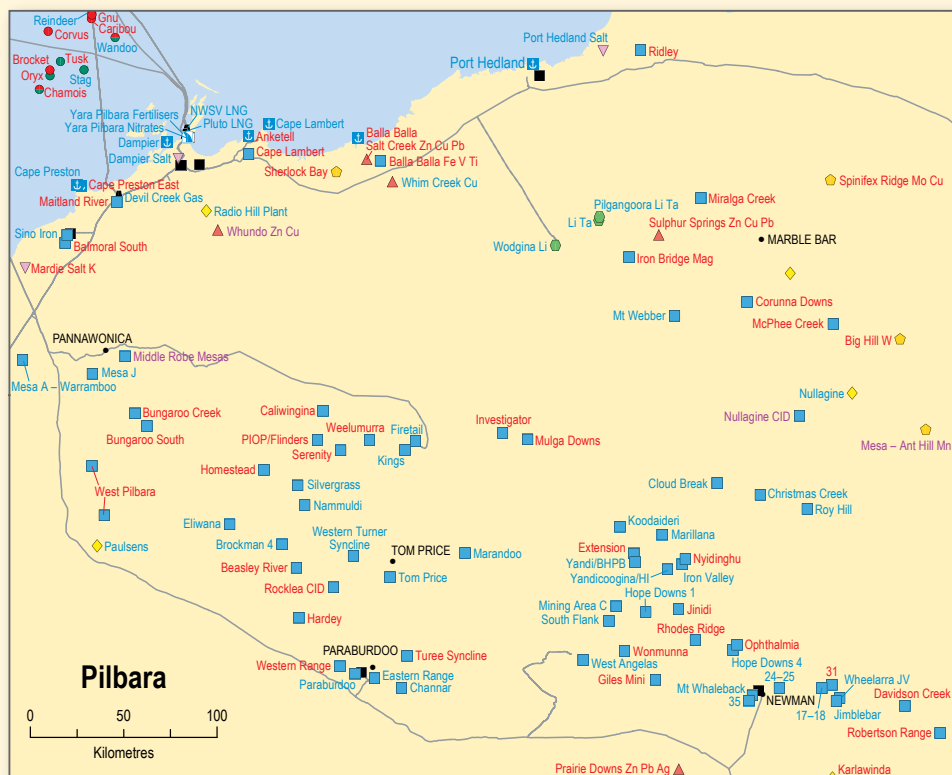 Reindeer
Gnu
Caribou
Corvus
Wandoo
Brocket
Tusk
Oryx
Stag
Chamois
Port Hedland Salt
Ridley
Port Hedland
NWSV LNG
Yara Pilbara Fertilisers
Pluto LNG
Yara Pilbara Nitrates
Cape Lambert
Dampier
Anketell
Balla Balla
Salt Creek Zn Cu Pb
Cape Lambert
Dampier Salt
Balla Balla Fe V Ti
Sherlock Bay
Whim Creek Cu
Cape Preston
Cape Preston East
Devil Creek Gas
Maitland River
Spinifex Ridge Mo Cu
Miralga Creek
Radio Hill Plant
Pilgangoora Li Ta
Li Ta
Sulphur Springs Zn Cu Pb
Whundo Zn Cu
Sino Iron
Balmoral South
Wodgina Li
MARBLE BAR
Iron Bridge Mag
Mardie Salt K
Corunna Downs
Mt Webber
McPhee Creek
Big Hill W
PANNAWONICA
Middle Robe Mesas
Mesa J
Mesa A – Warramboo
Nullagine
Bungaroo Creek
Caliwingina
Investigator
Nullagine CID
Bungaroo South
PIOP/Flinders
Weelumurra
Firetail
Mulga Downs
Serenity
Kings
Mesa – Ant Hill Mn
Homestead
Silvergrass
Cloud Break
Christmas Creek
West Pilbara
Nammuldi
Roy Hill
Eliwana
Western Turner
Syncline
Koodaideri
Marillana
Paulsens
Brockman 4
TOM PRICE
Marandoo
Extension
Yandi/BHPB
Nyidinghu
Beasley River
Tom Price
Yandicoogina/HI
Iron Valley
Rocklea CID
Hope Downs 1
Mining Area C
Jinidi
Hardey
South Flank
Rhodes Ridge
Ophthalmia
PARABURDOO
Turee Syncline
Wonmunna
Western Range
West Angelas
Hope Downs 4
Pilbara
Paraburdoo
Eastern Range
Channar
Giles Mini
24–25
31
Mt Whaleback
Wheelarra JV
Davidson Creek
35
NEWMAN
17–18
Jimblebar
0 50 100
Robertson Range
Kilometres
Prairie Downs Zn Pb Ag
Karlawinda